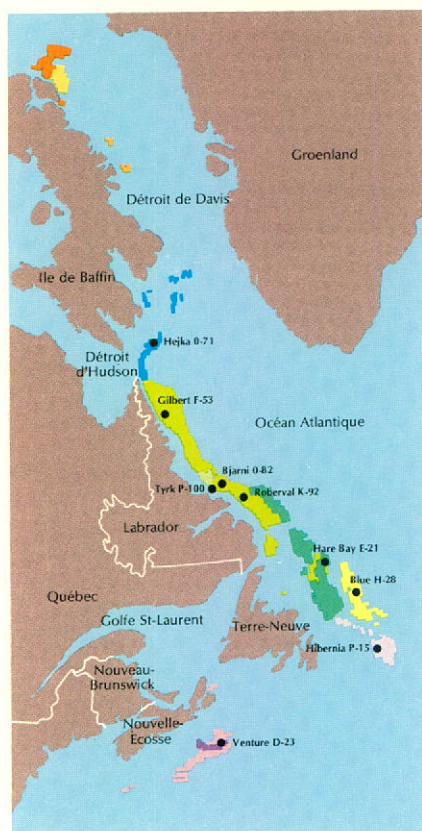 Groenland
Détroit de Davis
Ile de Baffin
Hejka 0-71
Détroit
d'Hudson
Gilbert F-53
Océan Atlantique
Bjarni 0-82
Tyrk P-100
Roberval K-92
Labrador
Hare Bay E-21
Blue H-28
Québec
Golfe St-Laurent
Terre-Neuve
Hibernia P-15
Nouveau-
Brunswick
Nouvelle-
Ecosse
Venture D-23